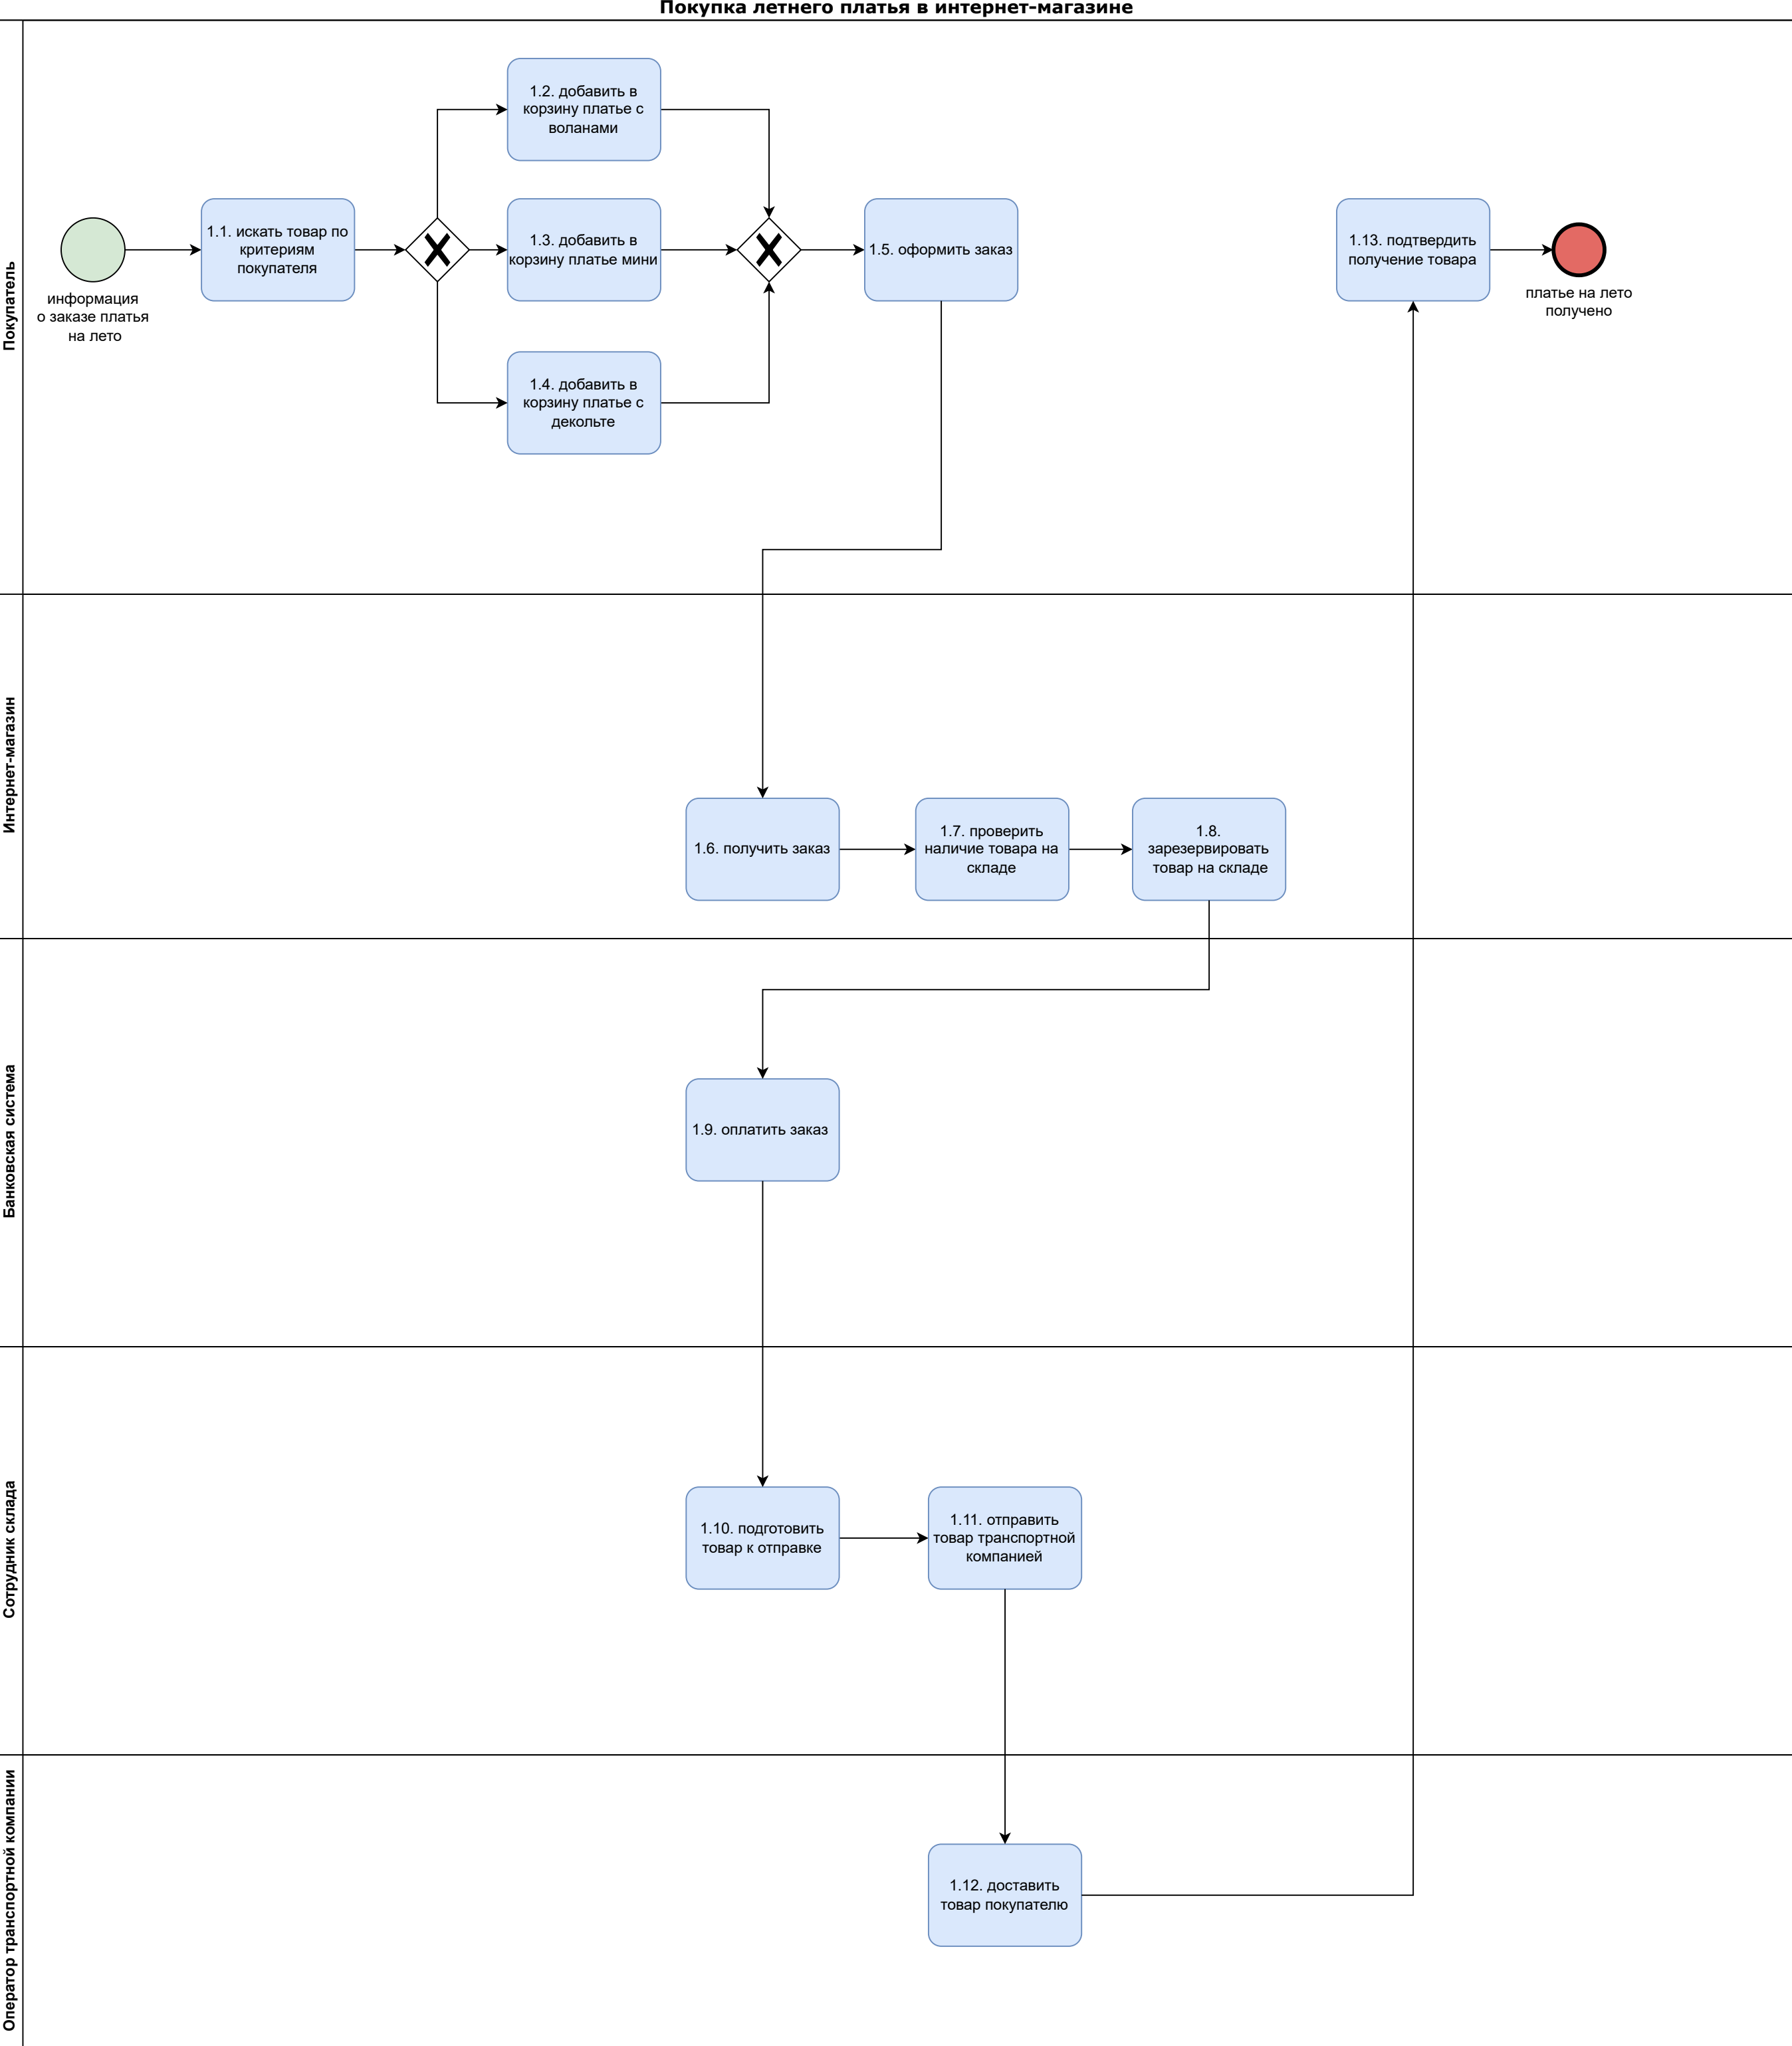 Покупка летнего платья в интернет-магазине
Покупатель
информация
о заказе платья
на лето
1.1. искать товар по
критериям
покупателя
1.2. добавить в
корзину платье с
воланами
1.3. добавить в
корзину платье мини
1.4. добавить в
корзину платье с
декольте
1.5. оформить заказ
1.13. подтвердить
получение товара
платье на лето
получено
Интернет-магазин
1.6. получить заказ
1.7. проверить
наличие товара на
складе
1.8.
зарезервировать
товар на складе
Банковская система
1.9. оплатить заказ
Сотрудник склада
1.10. подготовить
товар к отправке
1.11. отправить
товар транспортной
компанией
Оператор транспортной компании
1.12. доставить
товар покупателю